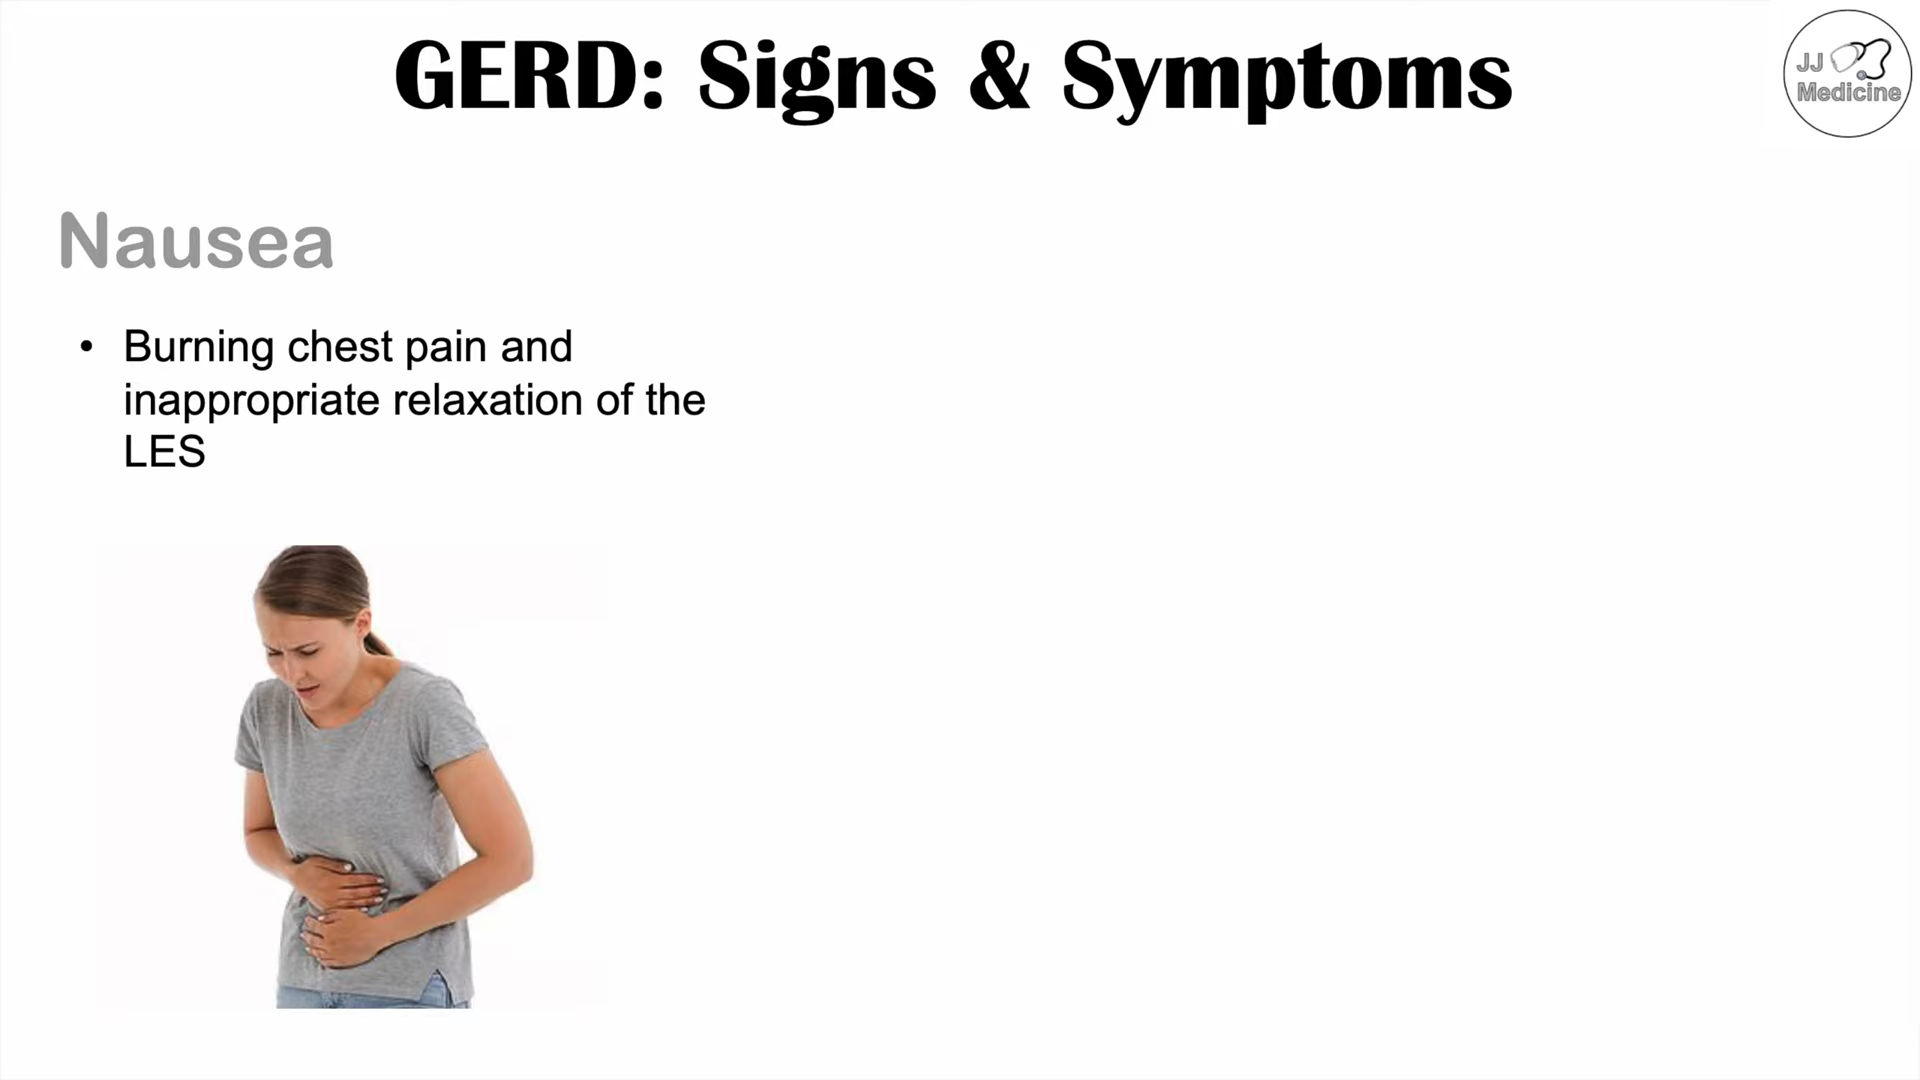 GERD: Signs & Symptoms
JJ
Medicine
Nausea
• Burning chest pain and
inappropriate relaxation of the
LES